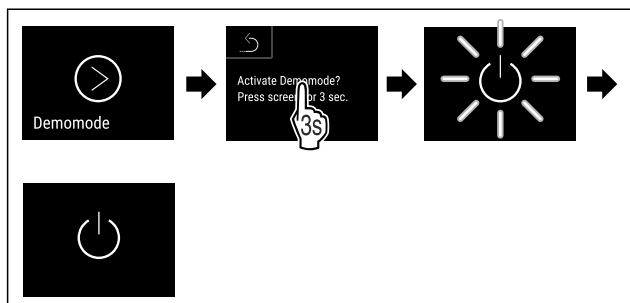 Demomode
Activate Demomode?
Press screen for 3 sec.
3s